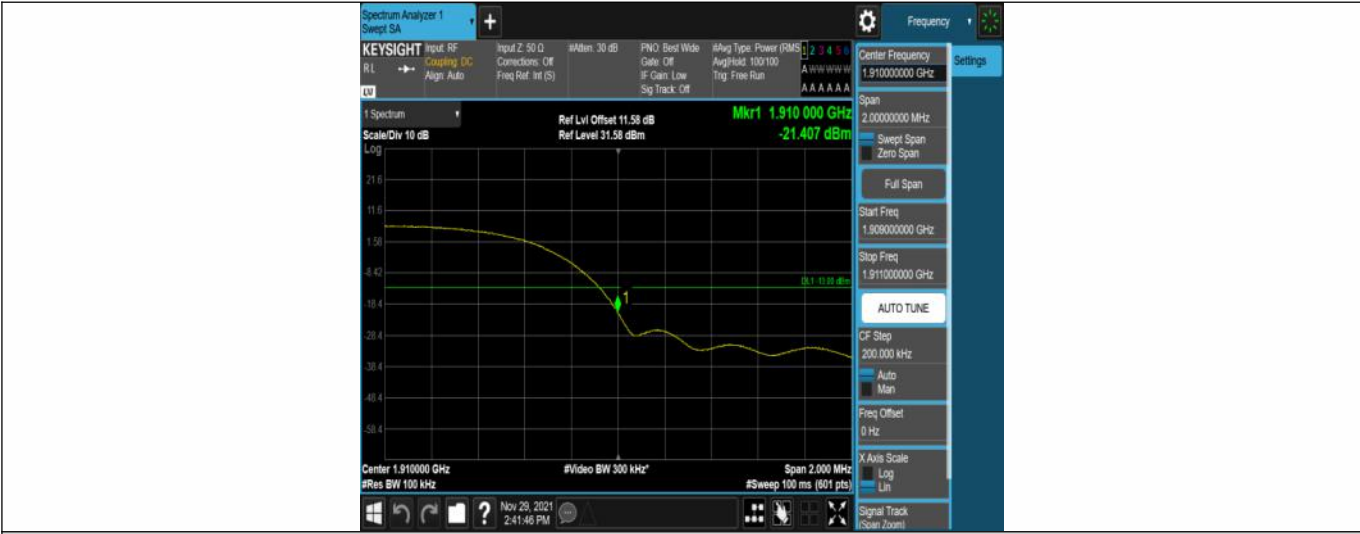 Spectrum Analyzer 1
Swept SA
+
Frequency
KEYSIGHT
RL
LXI
Input: RF
Coupling: DC
Align: Auto
Input Z: 50 Ω
Corrections: Off
Freq Ref: Int (S)
#Atten: 30 dB
PNO: Best Wide
Gate: Off
IF Gain: Low
Sig Track: Off
#Avg Type: Power (RMS
Avg|Hold: 100/100
Trig: Free Run
1 2 3 4 5 6
A W W W W W
A A A A A A
1 Spectrum
Scale/Div 10 dB
Log
Ref Lvl Offset 11.58 dB
Ref Level 31.58 dBm
Mkr1 1.910 000 GHz
-21.407 dBm
21.6
11.6
1.58
-8.42
-18.4
-28.4
-38.4
-48.4
-58.4
DL1 -13.00 dBm
1
Center 1.910000 GHz
#Res BW 100 kHz
#Video BW 300 kHz*
Span 2.000 MHz
#Sweep 100 ms (601 pts)
Center Frequency
1.910000000 GHz
Settings
Span
2.00000000 MHz
Swept Span
Zero Span
Full Span
Start Freq
1.909000000 GHz
Stop Freq
1.911000000 GHz
AUTO TUNE
CF Step
200.000 kHz
Auto
Man
Freq Offset
0 Hz
X Axis Scale
Log
Lin
Signal Track
(Span Zoom)
?
Nov 29, 2021
2:41:46 PM